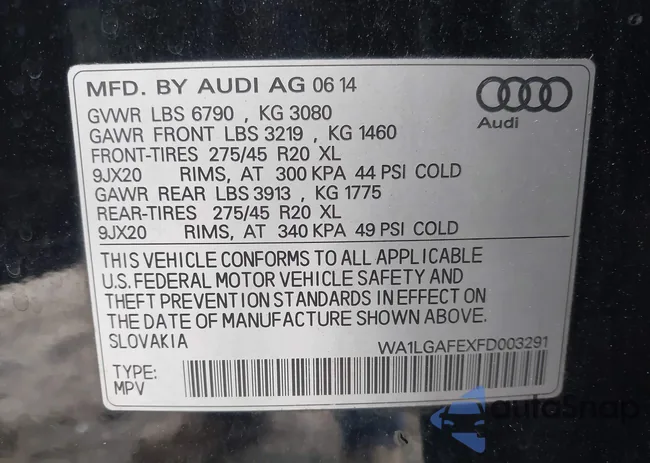 MFD. BY AUDI AG 06 14
GVWR LBS 6790 , KG 3080
GAWR FRONT LBS 3219 , KG 1460
FRONT-TIRES 275/45 R20 XL
9JX20 RIMS, AT 300 KPA 44 PSI COLD
GAWR REAR LBS 3913 , KG 1775
REAR-TIRES 275/45 R20 XL
9JX20 RIMS, AT 340 KPA 49 PSI COLD
Audi
THIS VEHICLE CONFORMS TO ALL APPLICABLE
U.S. FEDERAL MOTOR VEHICLE SAFETY AND
THEFT PREVENTION STANDARDS IN EFFECT ON
THE DATE OF MANUFACTURE SHOWN ABOVE.
SLOVAKIA WA1LGAFEXFD003291
TYPE:
MPV
autoSnap